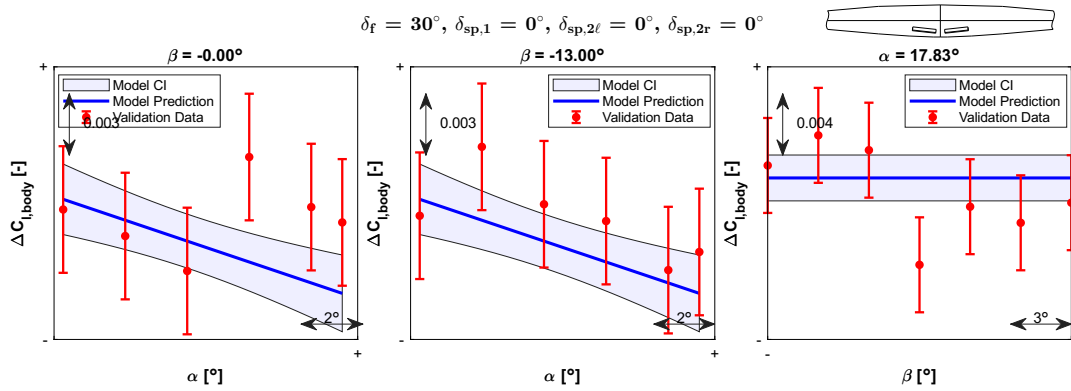 δf = 30°, δsp,1 = 0°, δsp,2ℓ = 0°, δsp,2r = 0°
β = -0.00°
+
Model CI
Model Prediction
Validation Data
0.003
ΔCl,body [-]
2°
-
+
α [°]
β = -13.00°
+
Model CI
Model Prediction
Validation Data
0.003
ΔCl,body [-]
2°
-
+
α [°]
α = 17.83°
+
Model CI
Model Prediction
Validation Data
0.004
ΔCl,body [-]
3°
-
-
+
β [°]